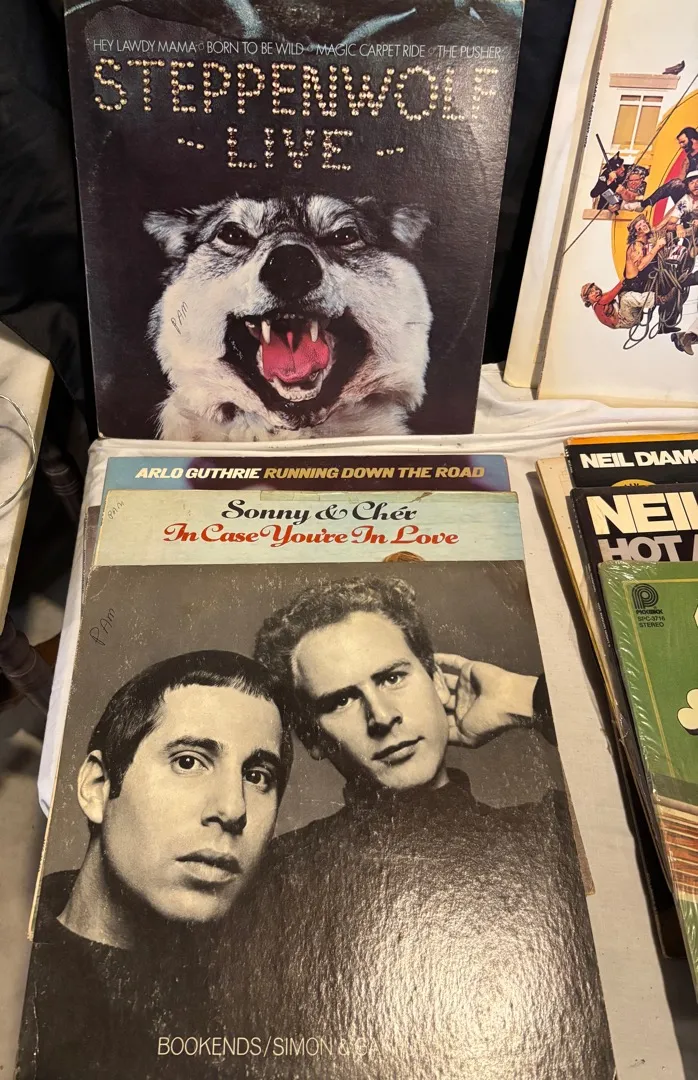 HEY LAWDY MAMA ○ BORN TO BE WILD ○ MAGIC CARPET RIDE ○ THE PUSHER
STEPPENWOLF
~ LIVE ~
PAM
ARLO GUTHRIE RUNNING DOWN THE ROAD
PAM
Sonny & Chér
In Case You're In Love
PAM
BOOKENDS/SIMON & GA
NEIL DIAMO
NEIL
HOT A
PICKWICK
SPC-3716
STEREO